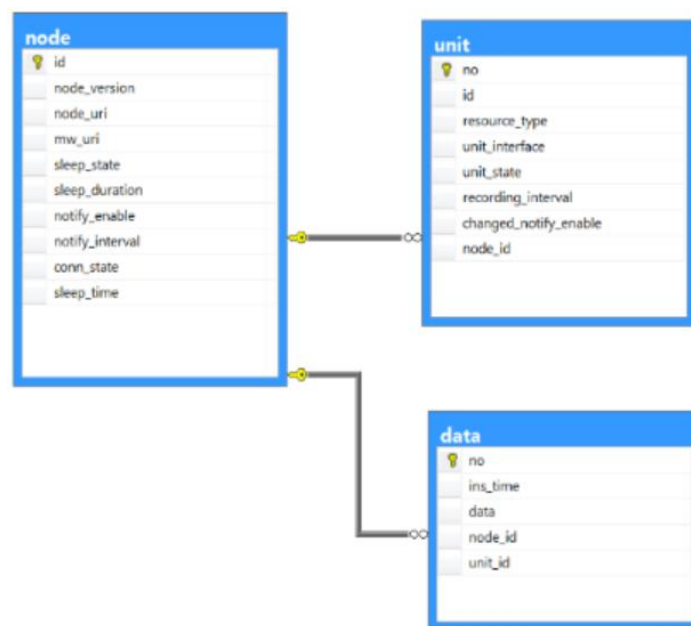 node
id
node_version
node_uri
mw_uri
sleep_state
sleep_duration
notify_enable
notify_interval
conn_state
sleep_time
unit
no
id
resource_type
unit_interface
unit_state
recording_interval
changed_notify_enable
node_id
data
no
ins_time
data
node_id
unit_id